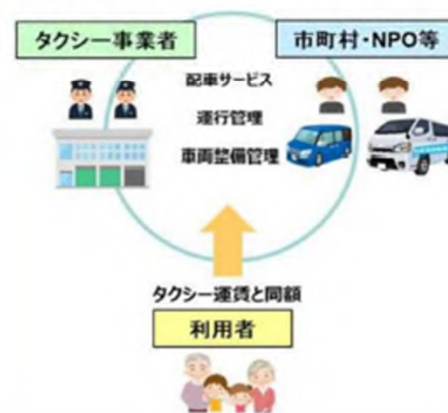 タクシー事業者
市町村・NPO等
配車サービス
運行管理
車両整備管理
タクシー運賃と同額
利用者